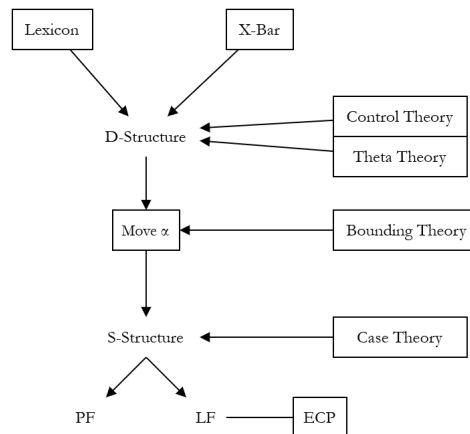 Lexicon
X-Bar
Control Theory
D-Structure
Theta Theory
Move α
Bounding Theory
S-Structure
Case Theory
PF
LF
ECP